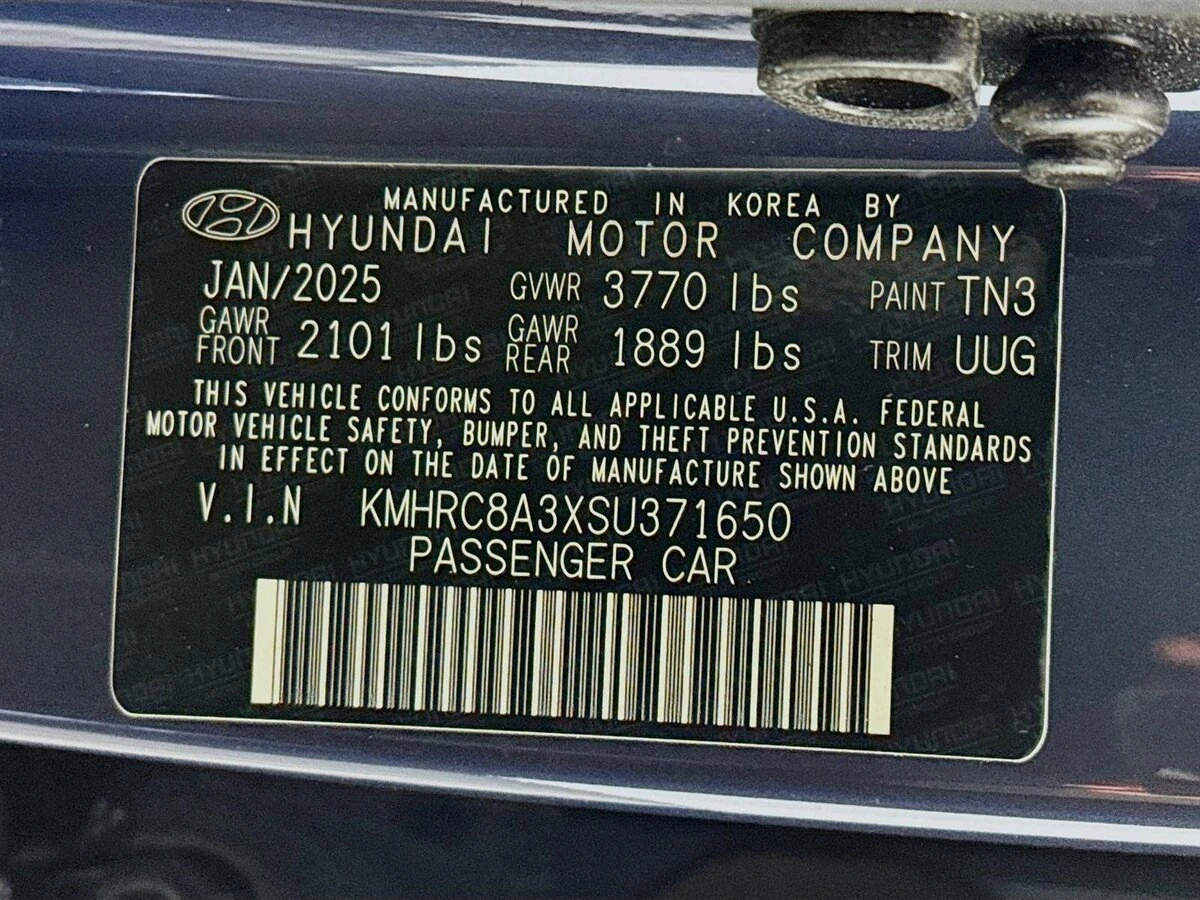 MANUFACTURED IN KOREA BY
HYUNDAI MOTOR COMPANY
JAN/2025 GVWR 3770 lbs PAINT TN3
GAWR FRONT 2101 lbs GAWR REAR 1889 lbs TRIM UUG
THIS VEHICLE CONFORMS TO ALL APPLICABLE U.S.A. FEDERAL
MOTOR VEHICLE SAFETY, BUMPER, AND THEFT PREVENTION STANDARDS
IN EFFECT ON THE DATE OF MANUFACTURE SHOWN ABOVE
V.I.N KMHRC8A3XSU371650
PASSENGER CAR